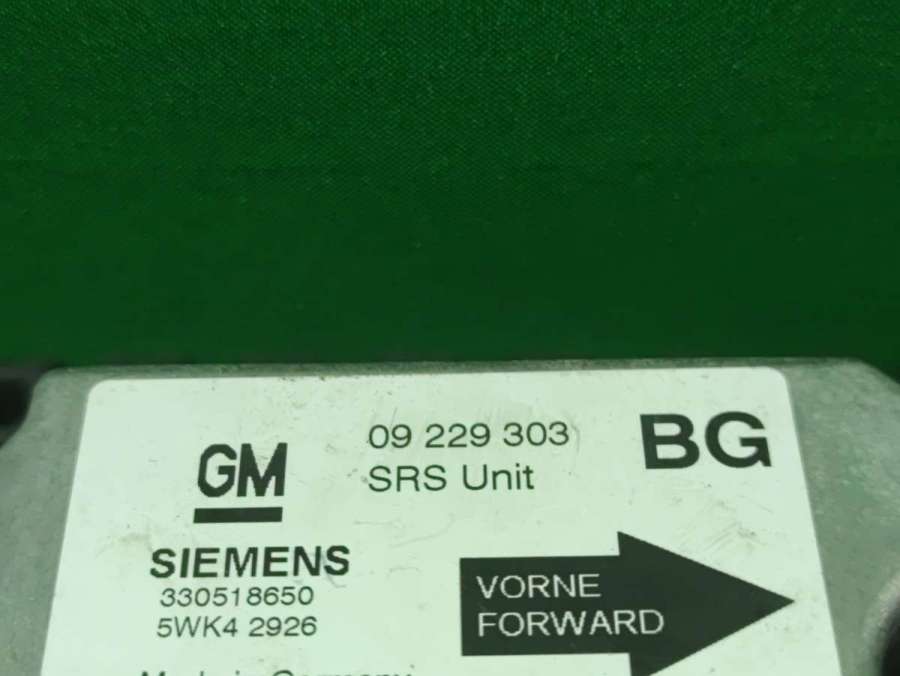 09 229 303
BG
GM
SRS Unit
SIEMENS
330518650
5WK4 2926
VORNE
FORWARD